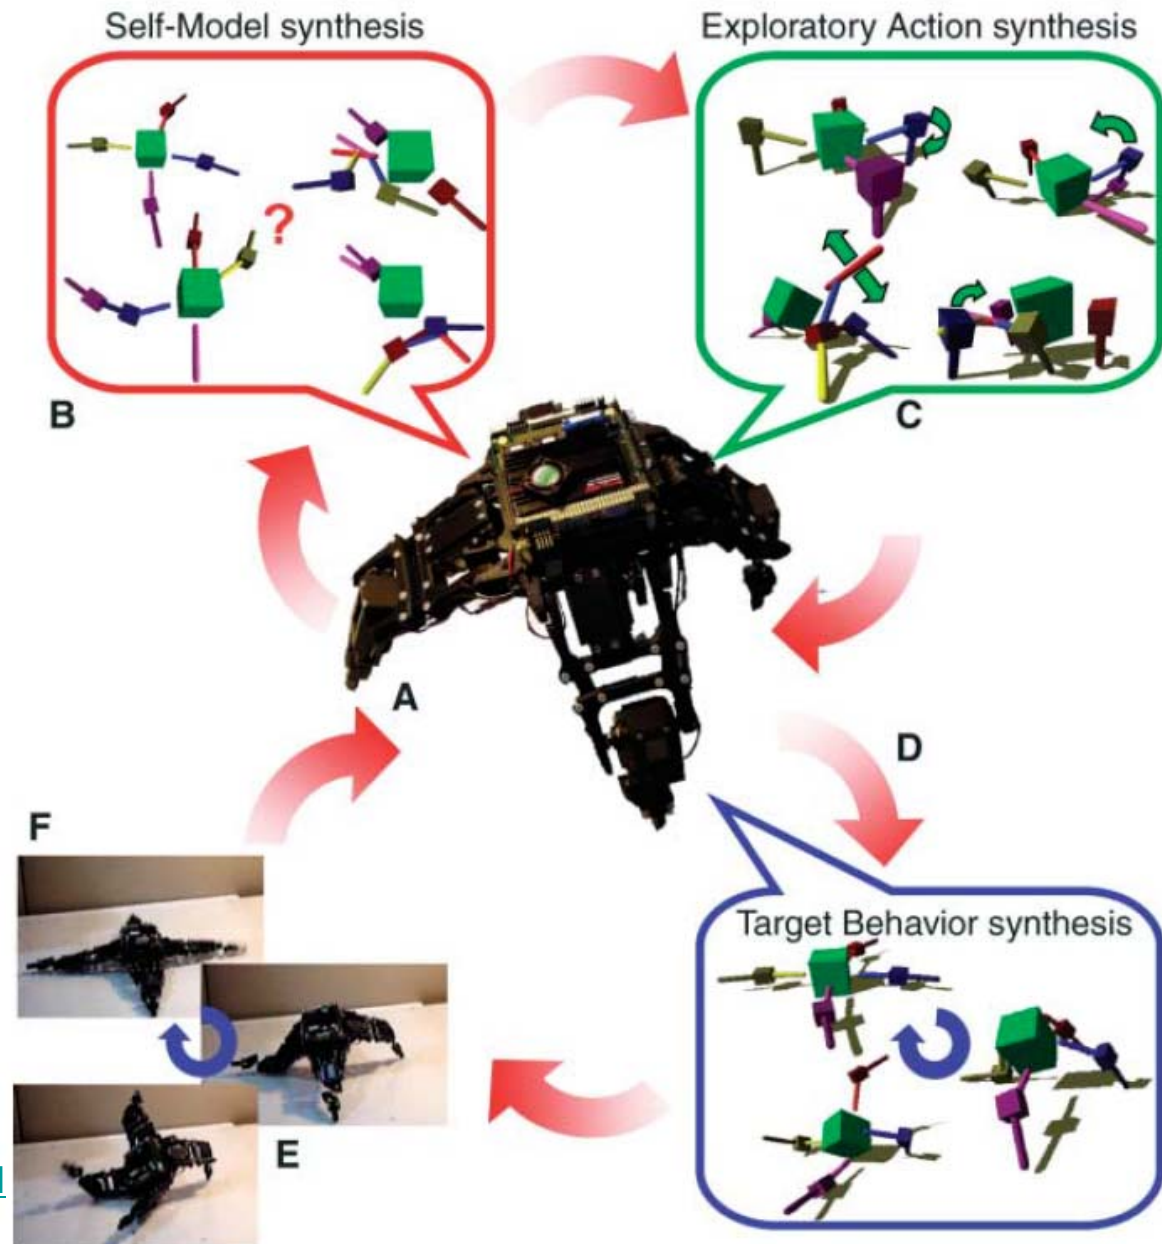 Self-Model synthesis
Exploratory Action synthesis
?
B
C
A
D
F
Target Behavior synthesis
E